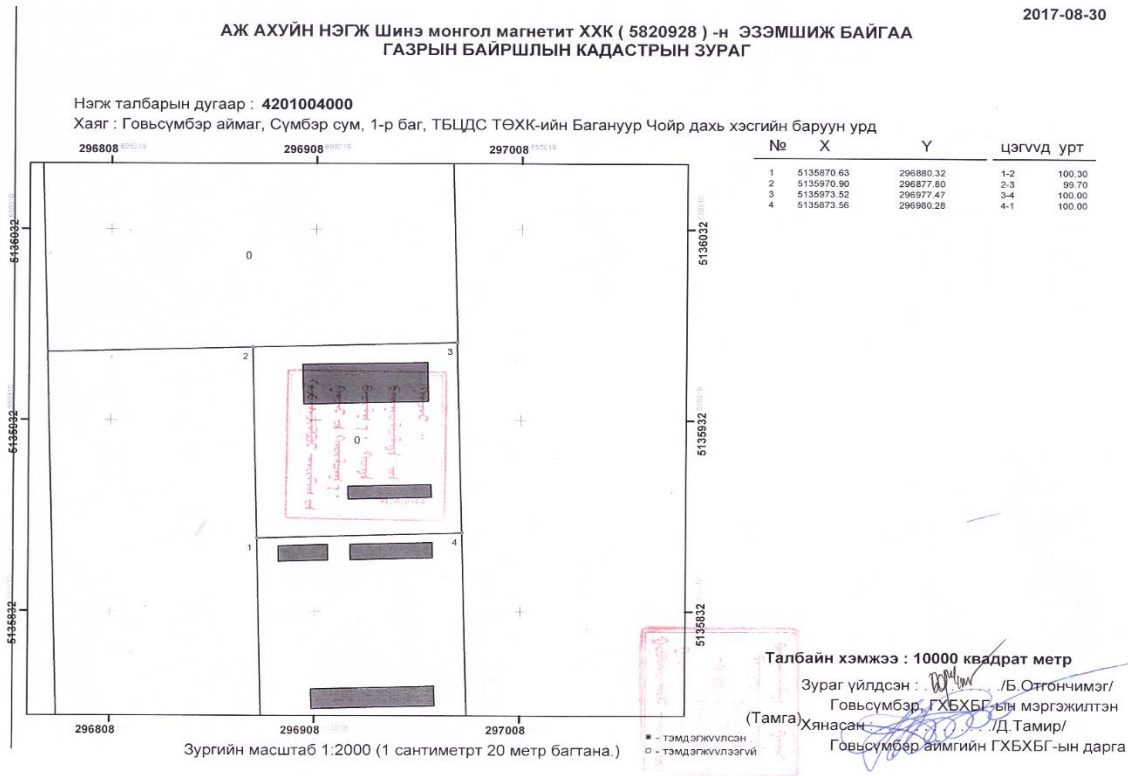 2017-08-30
АЖ АХУЙН НЭГЖ Шинэ монгол магнетит ХХК ( 5820928 ) -н ЭЗЭМШИЖ БАЙГАА
ГАЗРЫН БАЙРШЛЫН КАДАСТРЫН ЗУРАГ
Нэгж талбарын дугаар : 4201004000
Хаяг : Говьсүмбэр аймаг, Сүмбэр сум, 1-р баг, ТБЦДС ТӨХК-ийн Багануур Чойр дахь хэсгийн баруун урд
296808 296908 297008
№ X Y цэгүүд урт
1 5135870.63 296880.32 1-2 100.30
2 5135970.90 296877.80 2-3 99.70
3 5135973.52 296977.47 3-4 100.00
4 5135873.56 296980.28 4-1 100.00
5136032 5136032
0
2 3
5135932 5135932
0
1 4
5135832 5135832
296808 296908 297008
Талбайн хэмжээ : 10000 квадрат метр
Зураг үйлдсэн : . . ./Б.Отгончимэг/
Говьсүмбэр, ГХБХБГ-ын мэргэжилтэн
(Тамга) Хянасан : . . . ./Д.Тамир/
Говьсүмбэр аймгийн ГХБХБГ-ын дарга
- тэмдэгжүүлсэн
- тэмдэгжүүлээгүй
Зургийн масштаб 1:2000 (1 сантиметрт 20 метр багтана.)